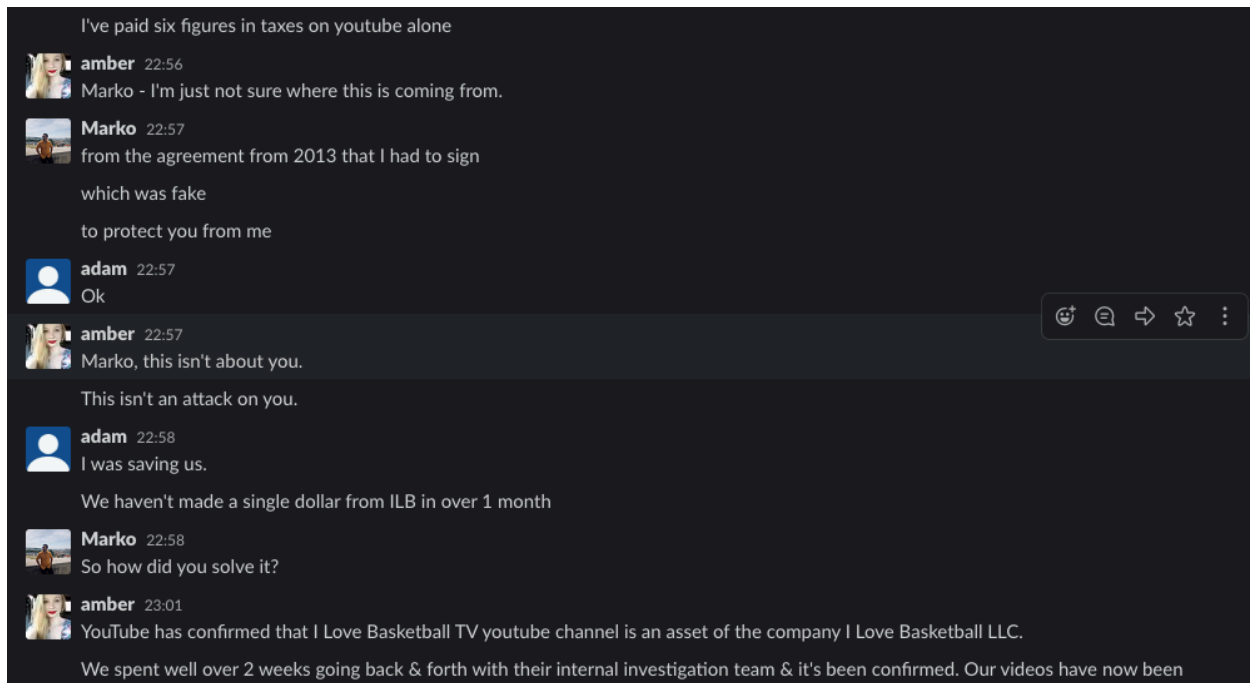 I've paid six figures in taxes on youtube alone
amber 22:56
Marko - I'm just not sure where this is coming from.
Marko 22:57
from the agreement from 2013 that I had to sign
which was fake
to protect you from me
adam 22:57
Ok
amber 22:57
Marko, this isn't about you.
This isn't an attack on you.
adam 22:58
I was saving us.
We haven't made a single dollar from ILB in over 1 month
Marko 22:58
So how did you solve it?
amber 23:01
YouTube has confirmed that I Love Basketball TV youtube channel is an asset of the company I Love Basketball LLC.
We spent well over 2 weeks going back & forth with their internal investigation team & it's been confirmed. Our videos have now been